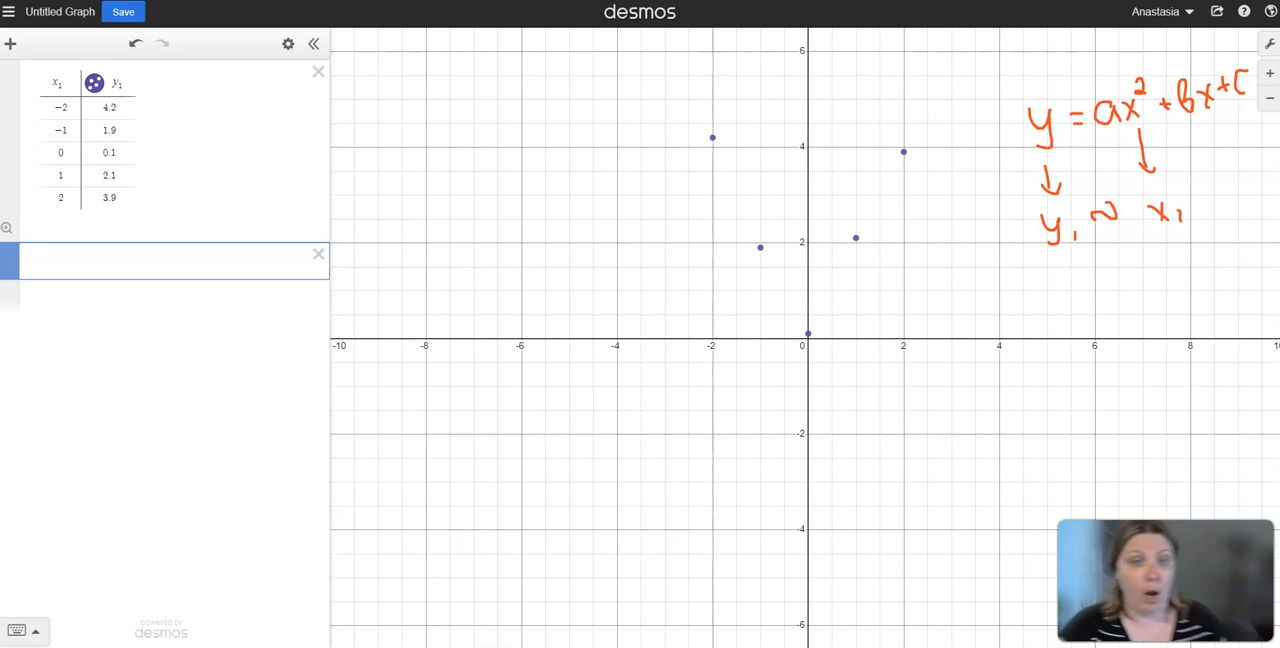 Untitled Graph Save desmos Anastasia
x₁ y₁
−2 4.2
−1 1.9
0 0.1
1 2.1
2 3.9
6
4
2
-10 -8 -6 -4 -2 0 2 4 6 8 10
-2
-4
-6
y = ax² + bx + c
y₁ ~ x₁
powered by
desmos